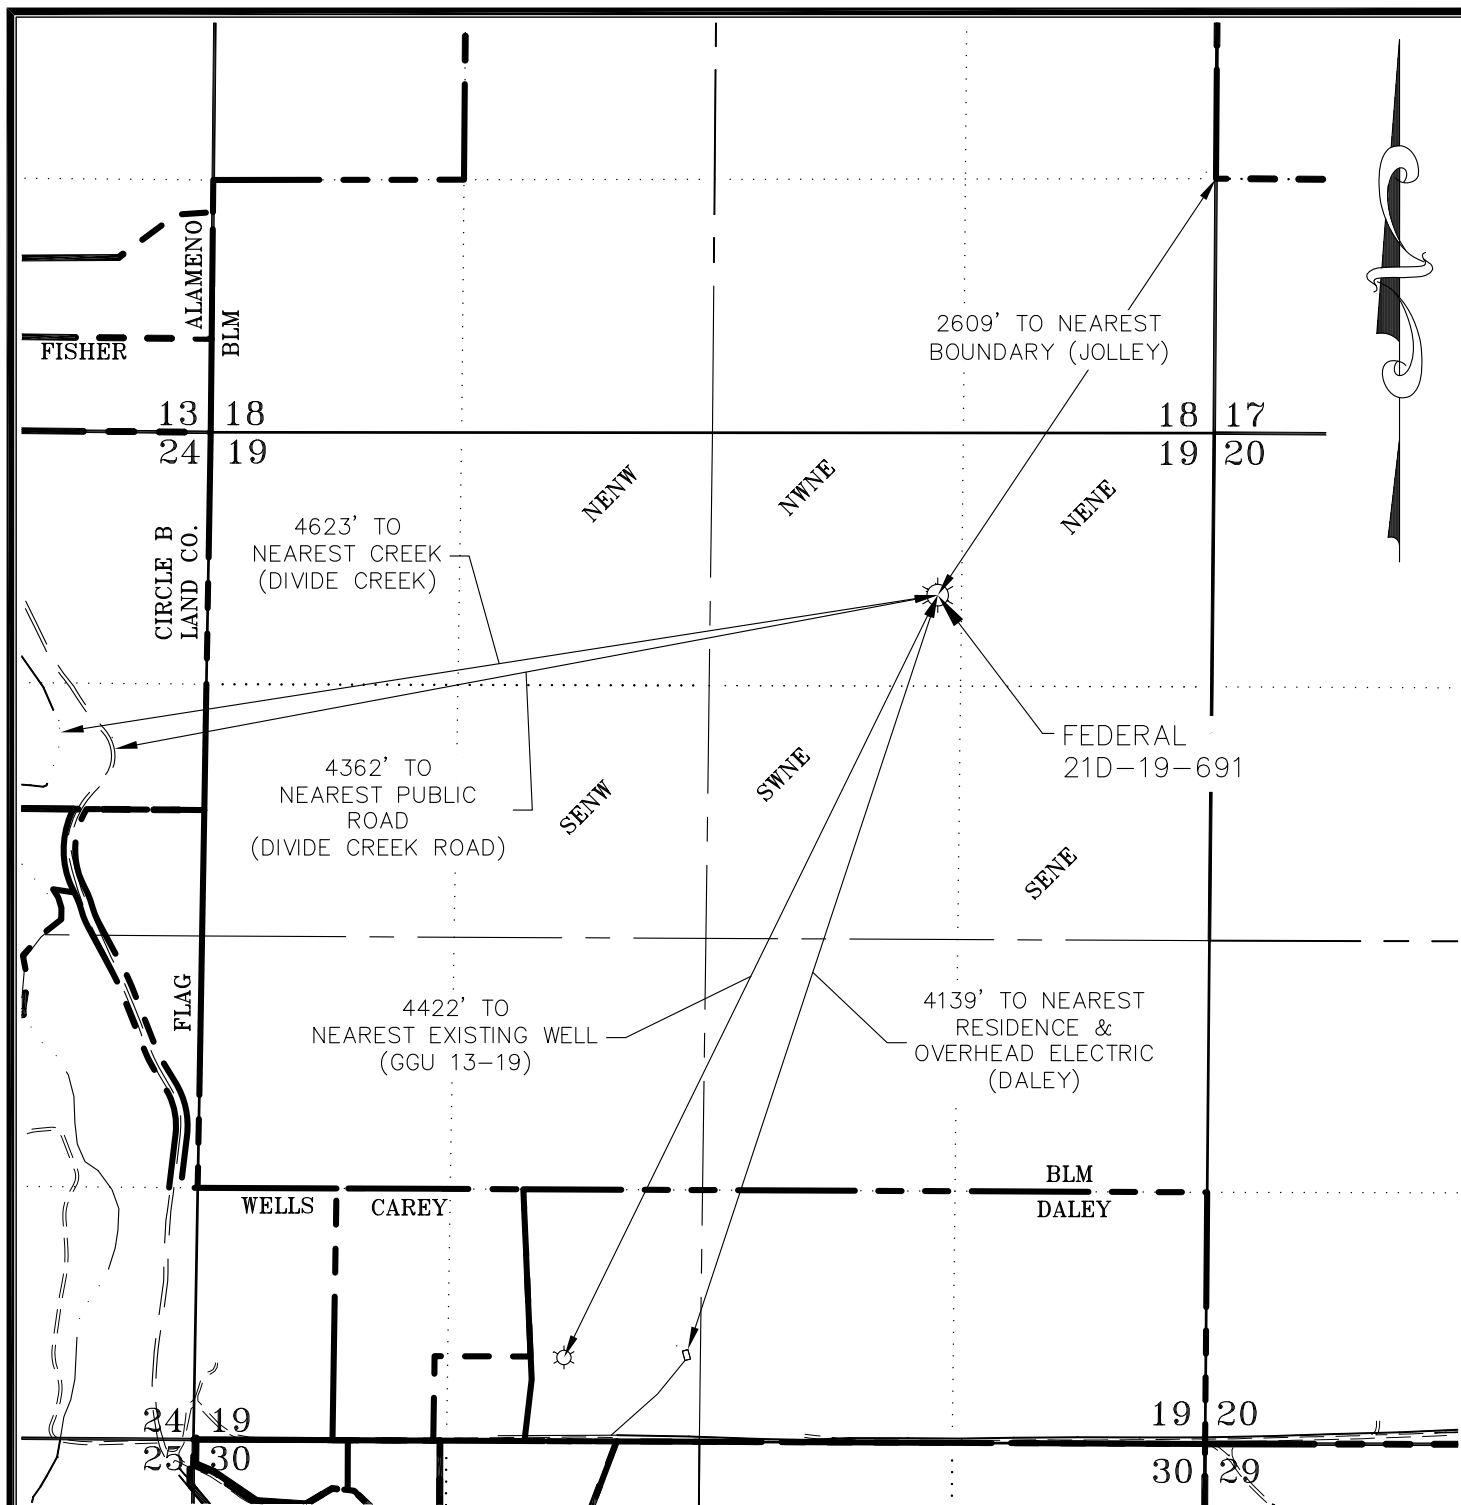 ALAMENO
BLM
FISHER
2609' TO NEAREST
BOUNDARY (JOLLEY)
13 18
24 19
18 17
19 20
NENW
NWNE
NENE
4623' TO
NEAREST CREEK
(DIVIDE CREEK)
CIRCLE B
LAND CO.
FEDERAL
21D-19-691
4362' TO
NEAREST PUBLIC
ROAD
(DIVIDE CREEK ROAD)
SENW
SWNE
SENE
FLAG
4422' TO
NEAREST EXISTING WELL
(GGU 13-19)
4139' TO NEAREST
RESIDENCE &
OVERHEAD ELECTRIC
(DALEY)
BLM
DALEY
WELLS
CAREY
24 19
25 30
19 20
30 29